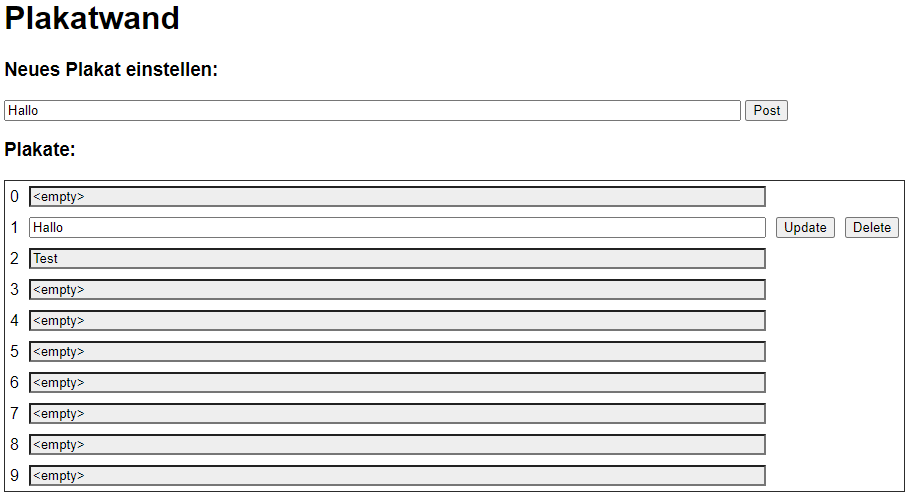 Plakatwand
Neues Plakat einstellen:
Hallo Post
Plakate:
0 <empty>
1 Hallo Update Delete
2 Test
3 <empty>
4 <empty>
5 <empty>
6 <empty>
7 <empty>
8 <empty>
9 <empty>